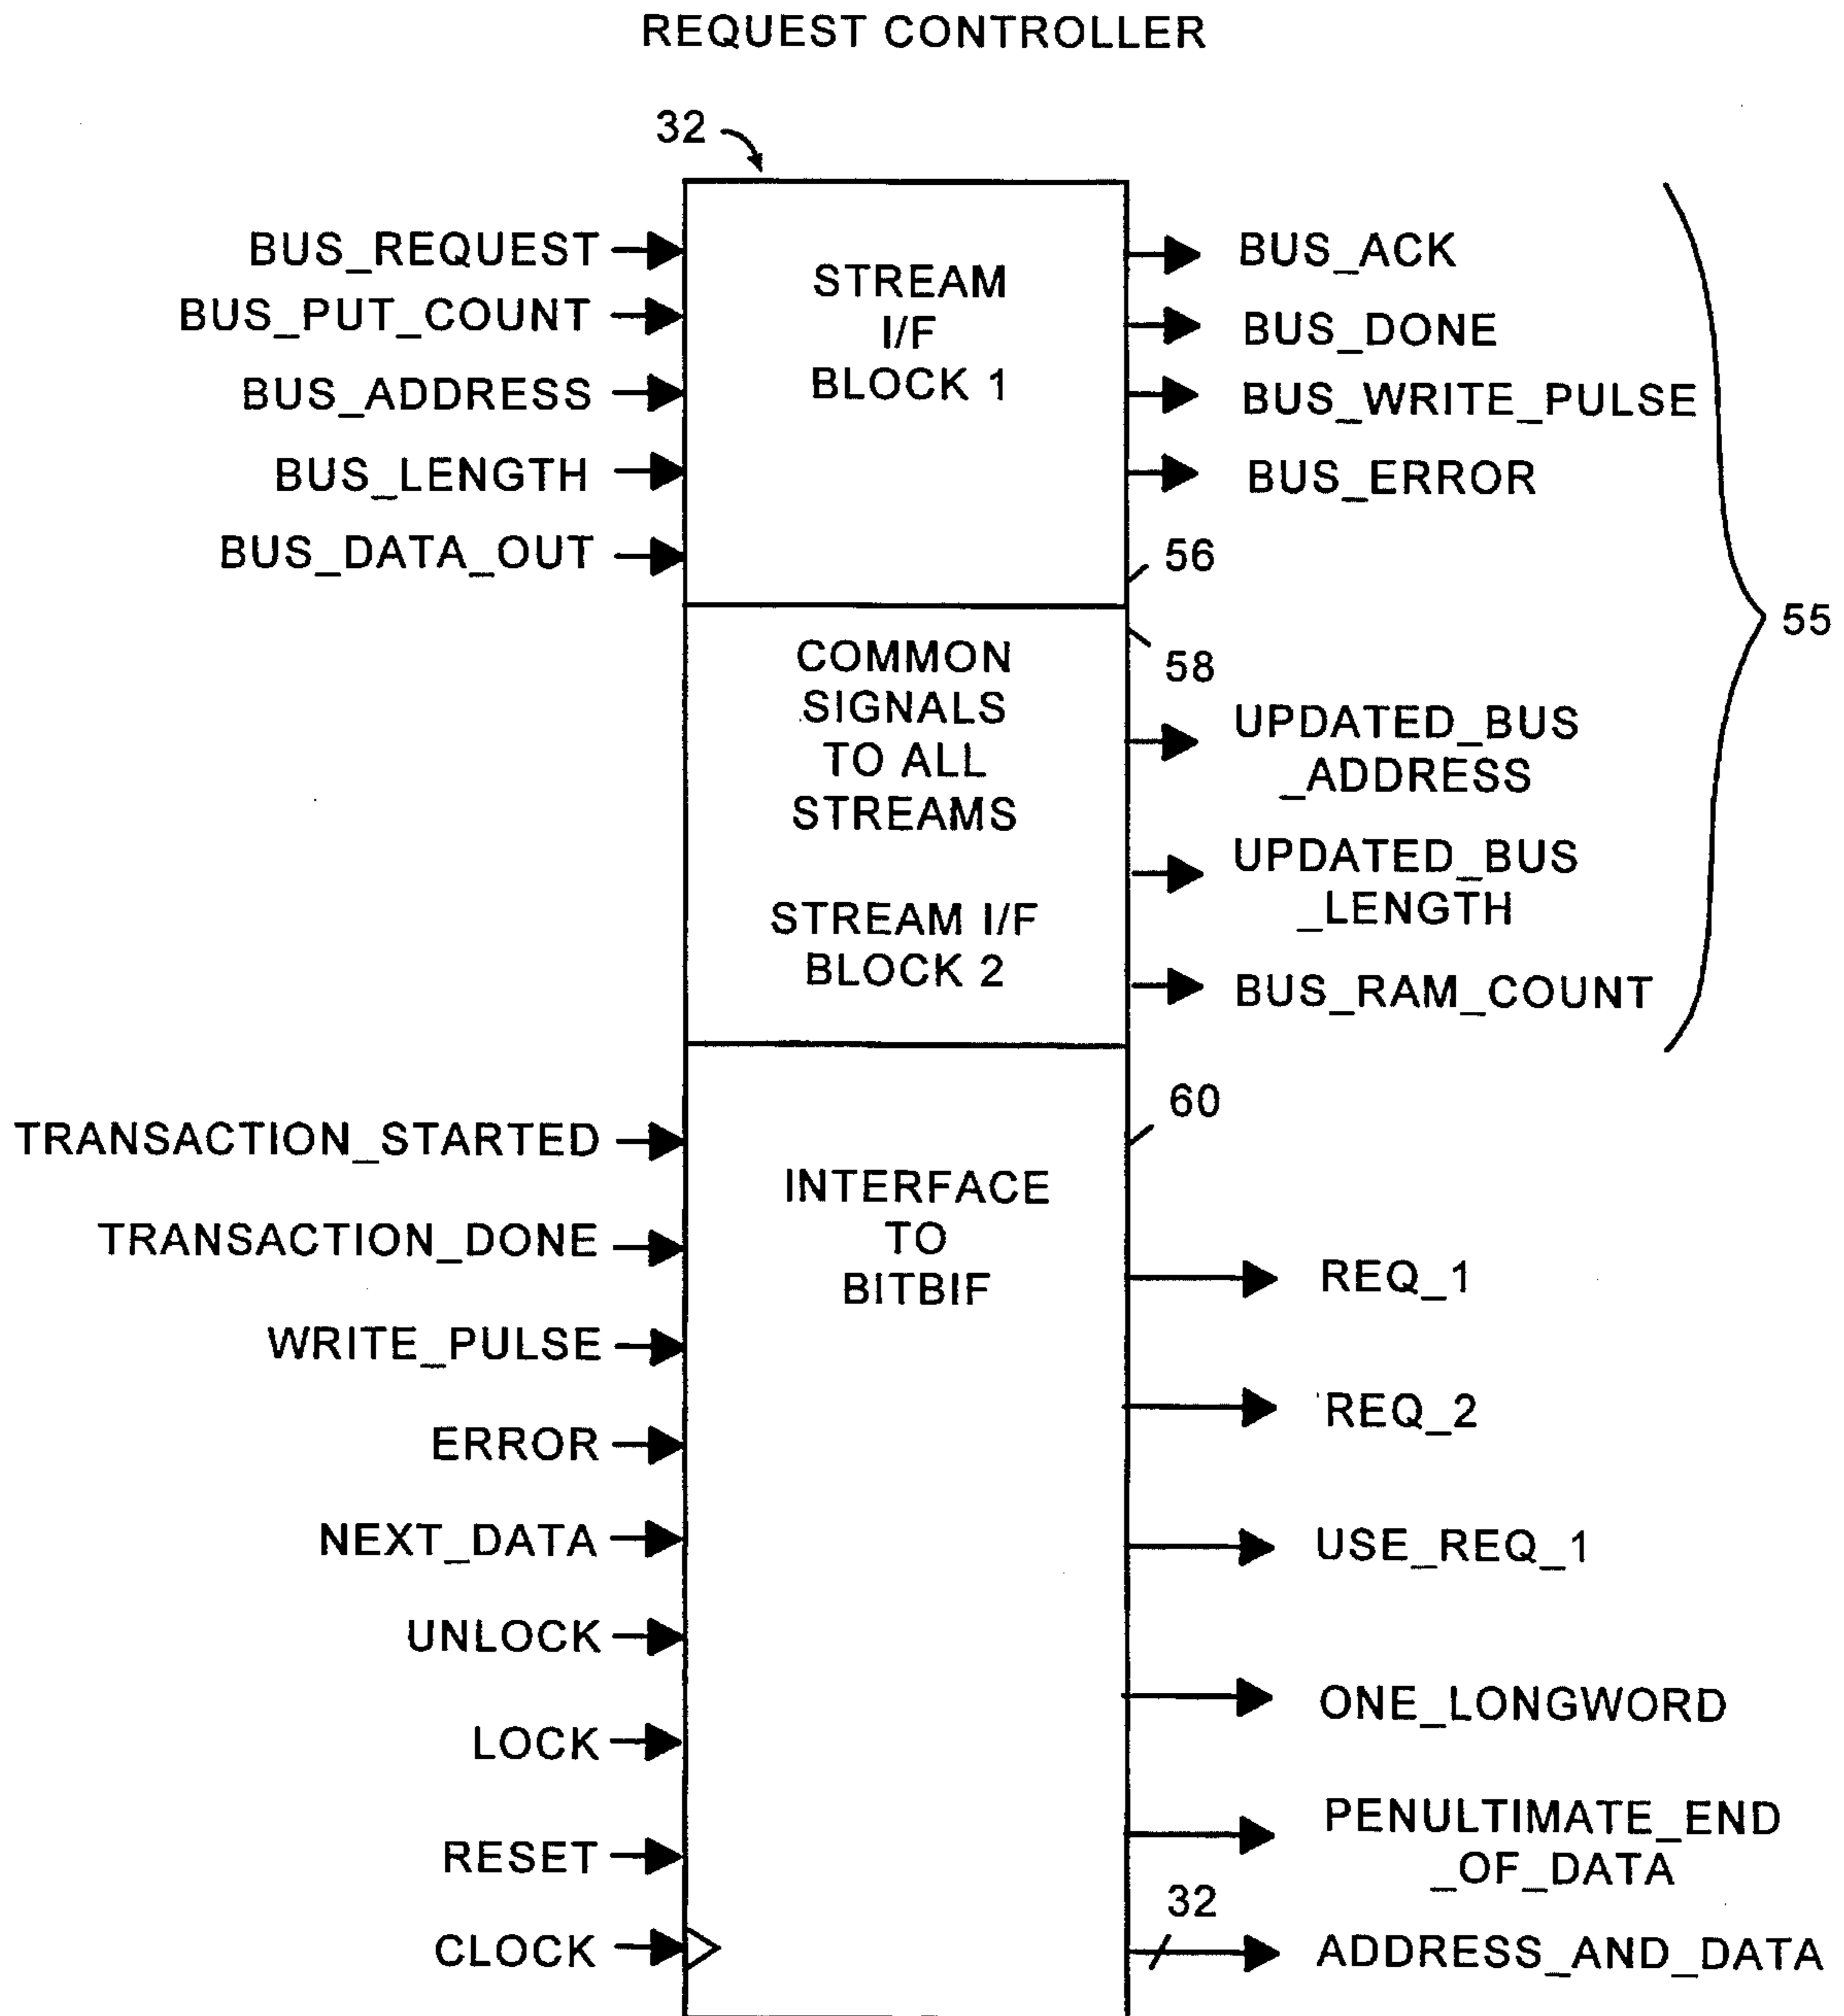 REQUEST CONTROLLER
32
BUS_REQUEST
BUS_PUT_COUNT
BUS_ADDRESS
BUS_LENGTH
BUS_DATA_OUT
STREAM
I/F
BLOCK 1
BUS_ACK
BUS_DONE
BUS_WRITE_PULSE
BUS_ERROR
56
58
55
COMMON
SIGNALS
TO ALL
STREAMS
STREAM I/F
BLOCK 2
UPDATED_BUS
_ADDRESS
UPDATED_BUS
_LENGTH
BUS_RAM_COUNT
60
TRANSACTION_STARTED
TRANSACTION_DONE
WRITE_PULSE
ERROR
NEXT_DATA
UNLOCK
LOCK
RESET
CLOCK
INTERFACE
TO
BITBIF
REQ_1
REQ_2
USE_REQ_1
ONE_LONGWORD
PENULTIMATE_END
_OF_DATA
32
ADDRESS_AND_DATA